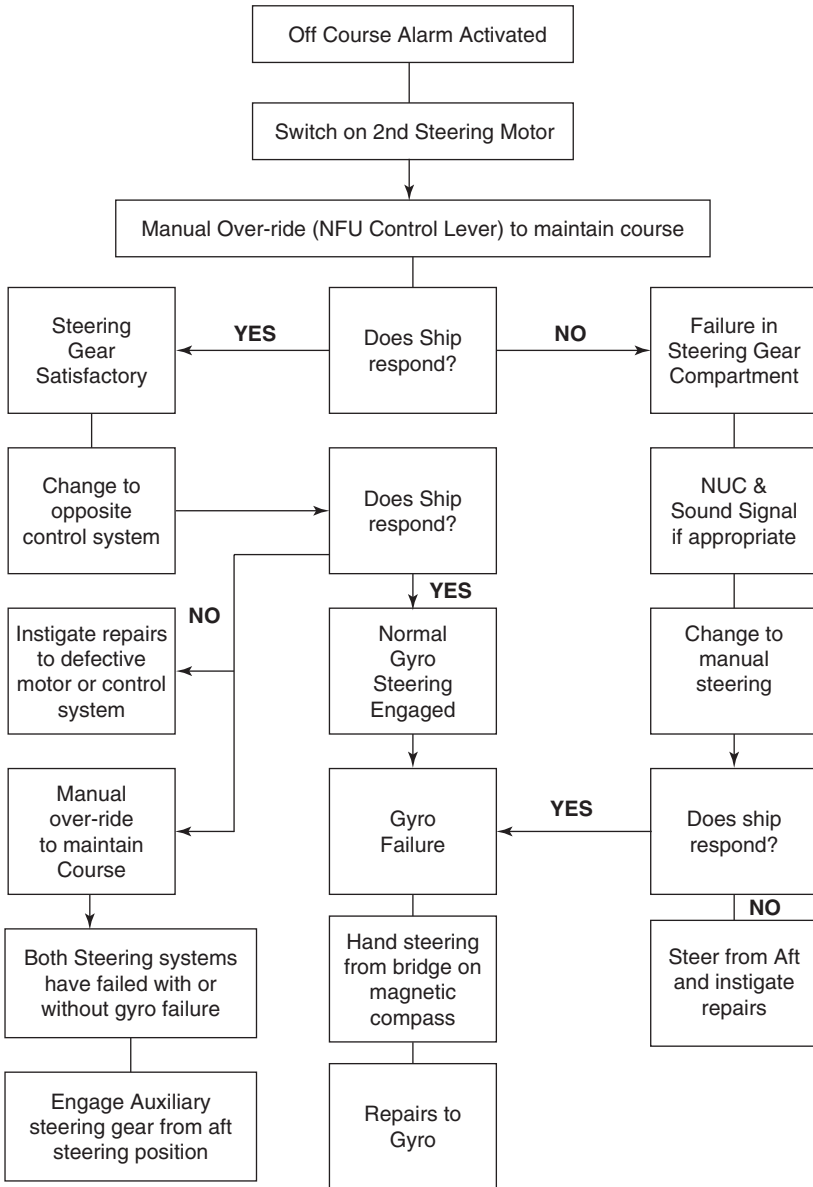 Off Course Alarm Activated
Switch on 2nd Steering Motor
Manual Over-ride (NFU Control Lever) to maintain course
Steering
Gear
Satisfactory
YES
Does Ship
respond?
NO
Failure in
Steering Gear
Compartment
Change to
opposite
control system
Does Ship
respond?
NUC &
Sound Signal
if appropriate
NO
YES
Instigate repairs
to defective
motor or control
system
Normal
Gyro
Steering
Engaged
Change to
manual
steering
Manual
over-ride
to maintain
Course
Gyro
Failure
YES
Does ship
respond?
NO
Both Steering systems
have failed with or
without gyro failure
Hand steering
from bridge on
magnetic
compass
Steer from Aft
and instigate
repairs
Engage Auxiliary
steering gear from aft
steering position
Repairs to
Gyro